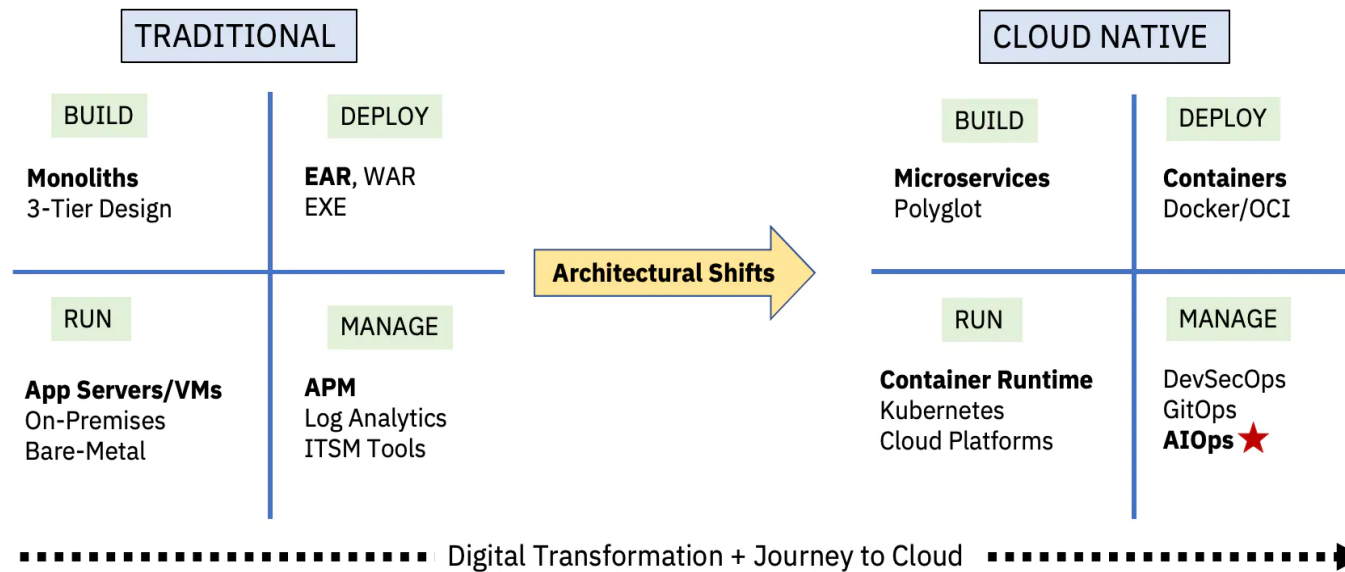 TRADITIONAL
BUILD
Monoliths
3-Tier Design
DEPLOY
EAR, WAR
EXE
RUN
App Servers/VMs
On-Premises
Bare-Metal
MANAGE
APM
Log Analytics
ITSM Tools
Architectural Shifts
CLOUD NATIVE
BUILD
Microservices
Polyglot
DEPLOY
Containers
Docker/OCI
RUN
Container Runtime
Kubernetes
Cloud Platforms
MANAGE
DevSecOps
GitOps
AIOps
Digital Transformation + Journey to Cloud